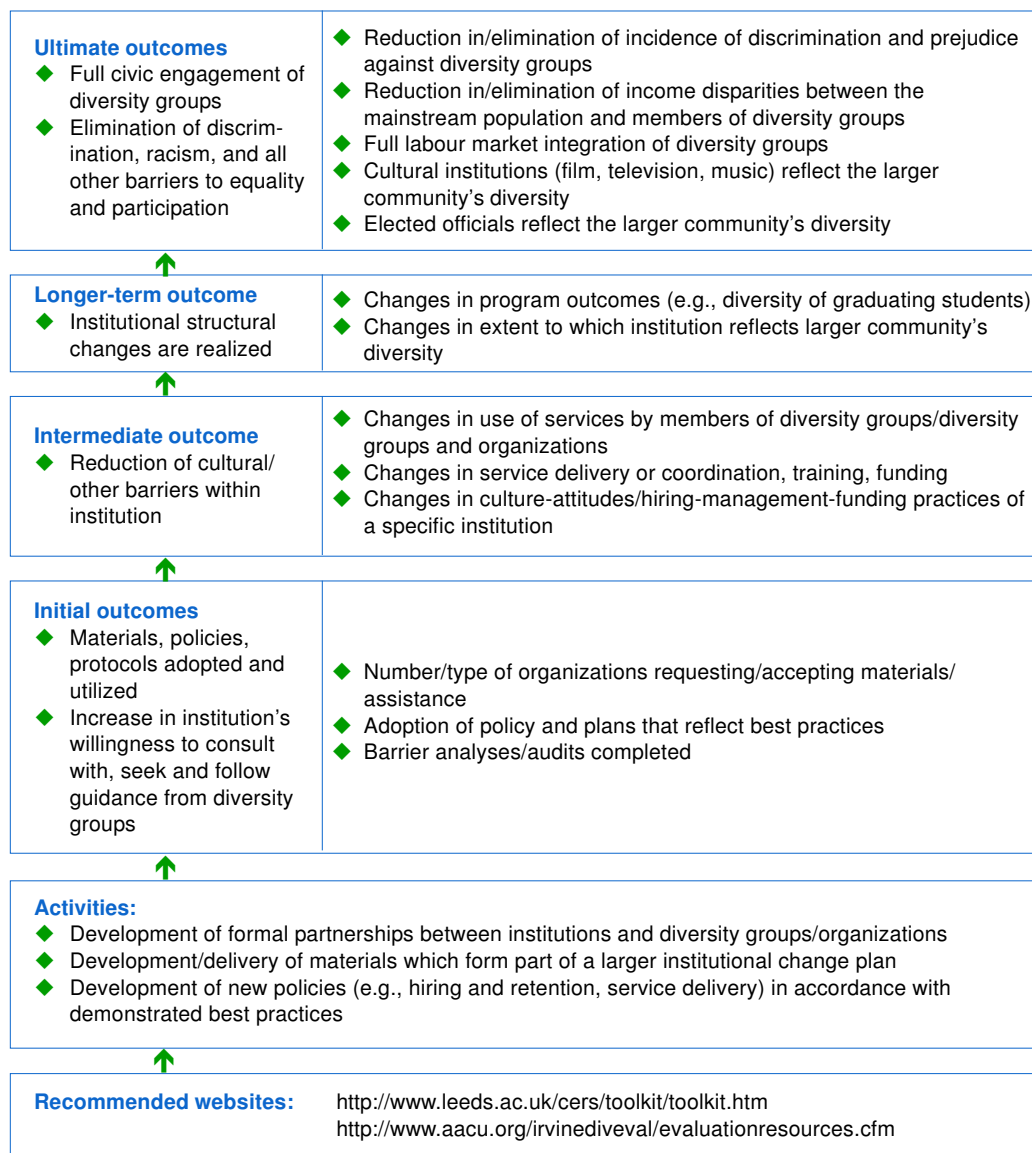 Ultimate outcomes
◆ Full civic engagement of
diversity groups
◆ Elimination of discrim-
ination, racism, and all
other barriers to equality
and participation
◆ Reduction in/elimination of incidence of discrimination and prejudice
against diversity groups
◆ Reduction in/elimination of income disparities between the
mainstream population and members of diversity groups
◆ Full labour market integration of diversity groups
◆ Cultural institutions (film, television, music) reflect the larger
community’s diversity
◆ Elected officials reflect the larger community’s diversity
Longer-term outcome
◆ Institutional structural
changes are realized
◆ Changes in program outcomes (e.g., diversity of graduating students)
◆ Changes in extent to which institution reflects larger community’s
diversity
Intermediate outcome
◆ Reduction of cultural/
other barriers within
institution
◆ Changes in use of services by members of diversity groups/diversity
groups and organizations
◆ Changes in service delivery or coordination, training, funding
◆ Changes in culture-attitudes/hiring-management-funding practices of
a specific institution
Initial outcomes
◆ Materials, policies,
protocols adopted and
utilized
◆ Increase in institution’s
willingness to consult
with, seek and follow
guidance from diversity
groups
◆ Number/type of organizations requesting/accepting materials/
assistance
◆ Adoption of policy and plans that reflect best practices
◆ Barrier analyses/audits completed
Activities:
◆ Development of formal partnerships between institutions and diversity groups/organizations
◆ Development/delivery of materials which form part of a larger institutional change plan
◆ Development of new policies (e.g., hiring and retention, service delivery) in accordance with
demonstrated best practices
Recommended websites: http://www.leeds.ac.uk/cers/toolkit/toolkit.htm
http://www.aacu.org/irvinediveval/evaluationresources.cfm